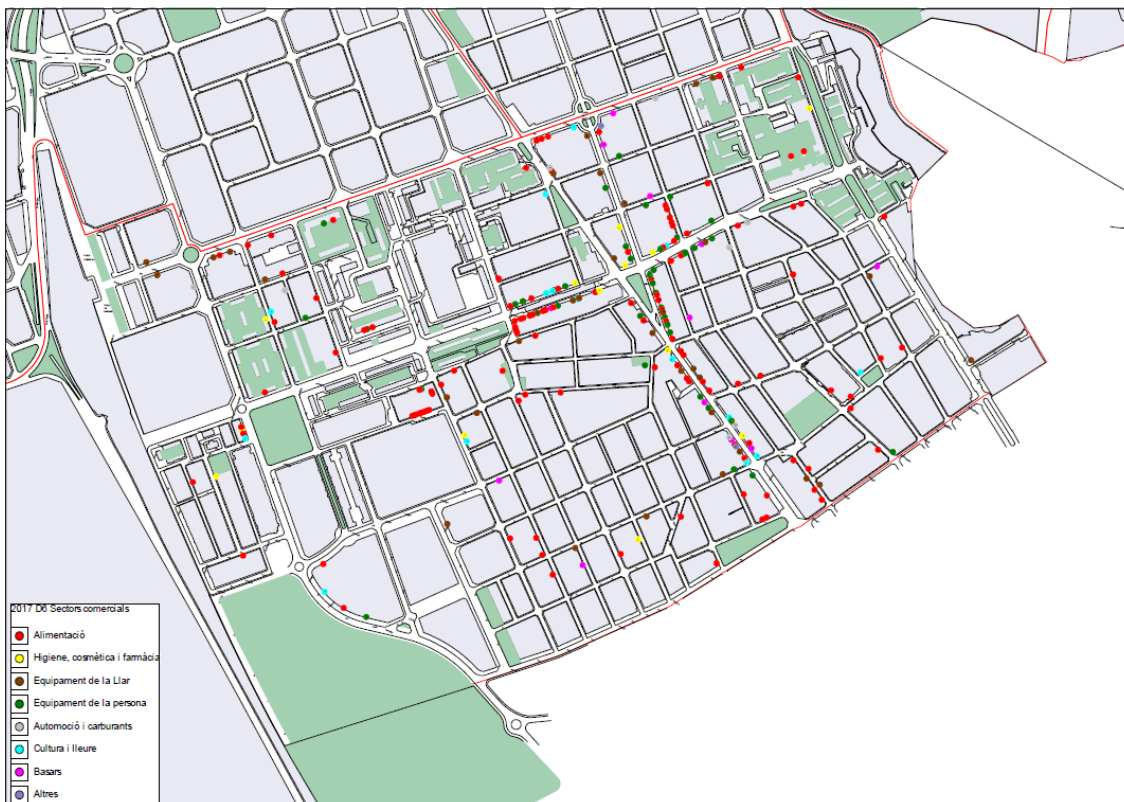 2017 D6 Sectors comercials
Alimentació
Higiene, cosmètica i farmàcia
Equipament de la Llar
Equipament de la persona
Automoció i carburants
Cultura i lleure
Basars
Altres